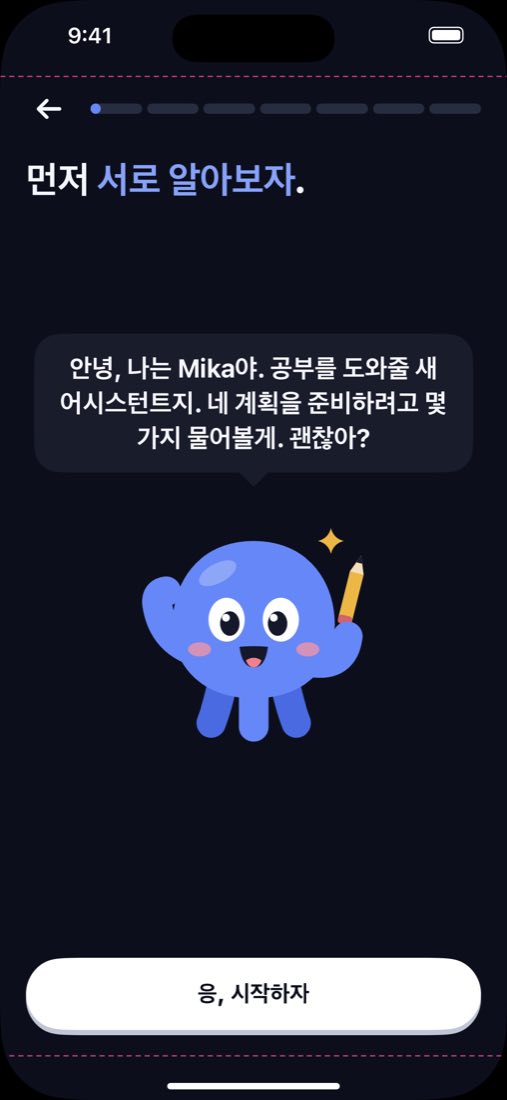 9:41
먼저 서로 알아보자.
안녕, 나는 Mika야. 공부를 도와줄 새
어시스턴트지. 네 계획을 준비하려고 몇
가지 물어볼게. 괜찮아?
응, 시작하자